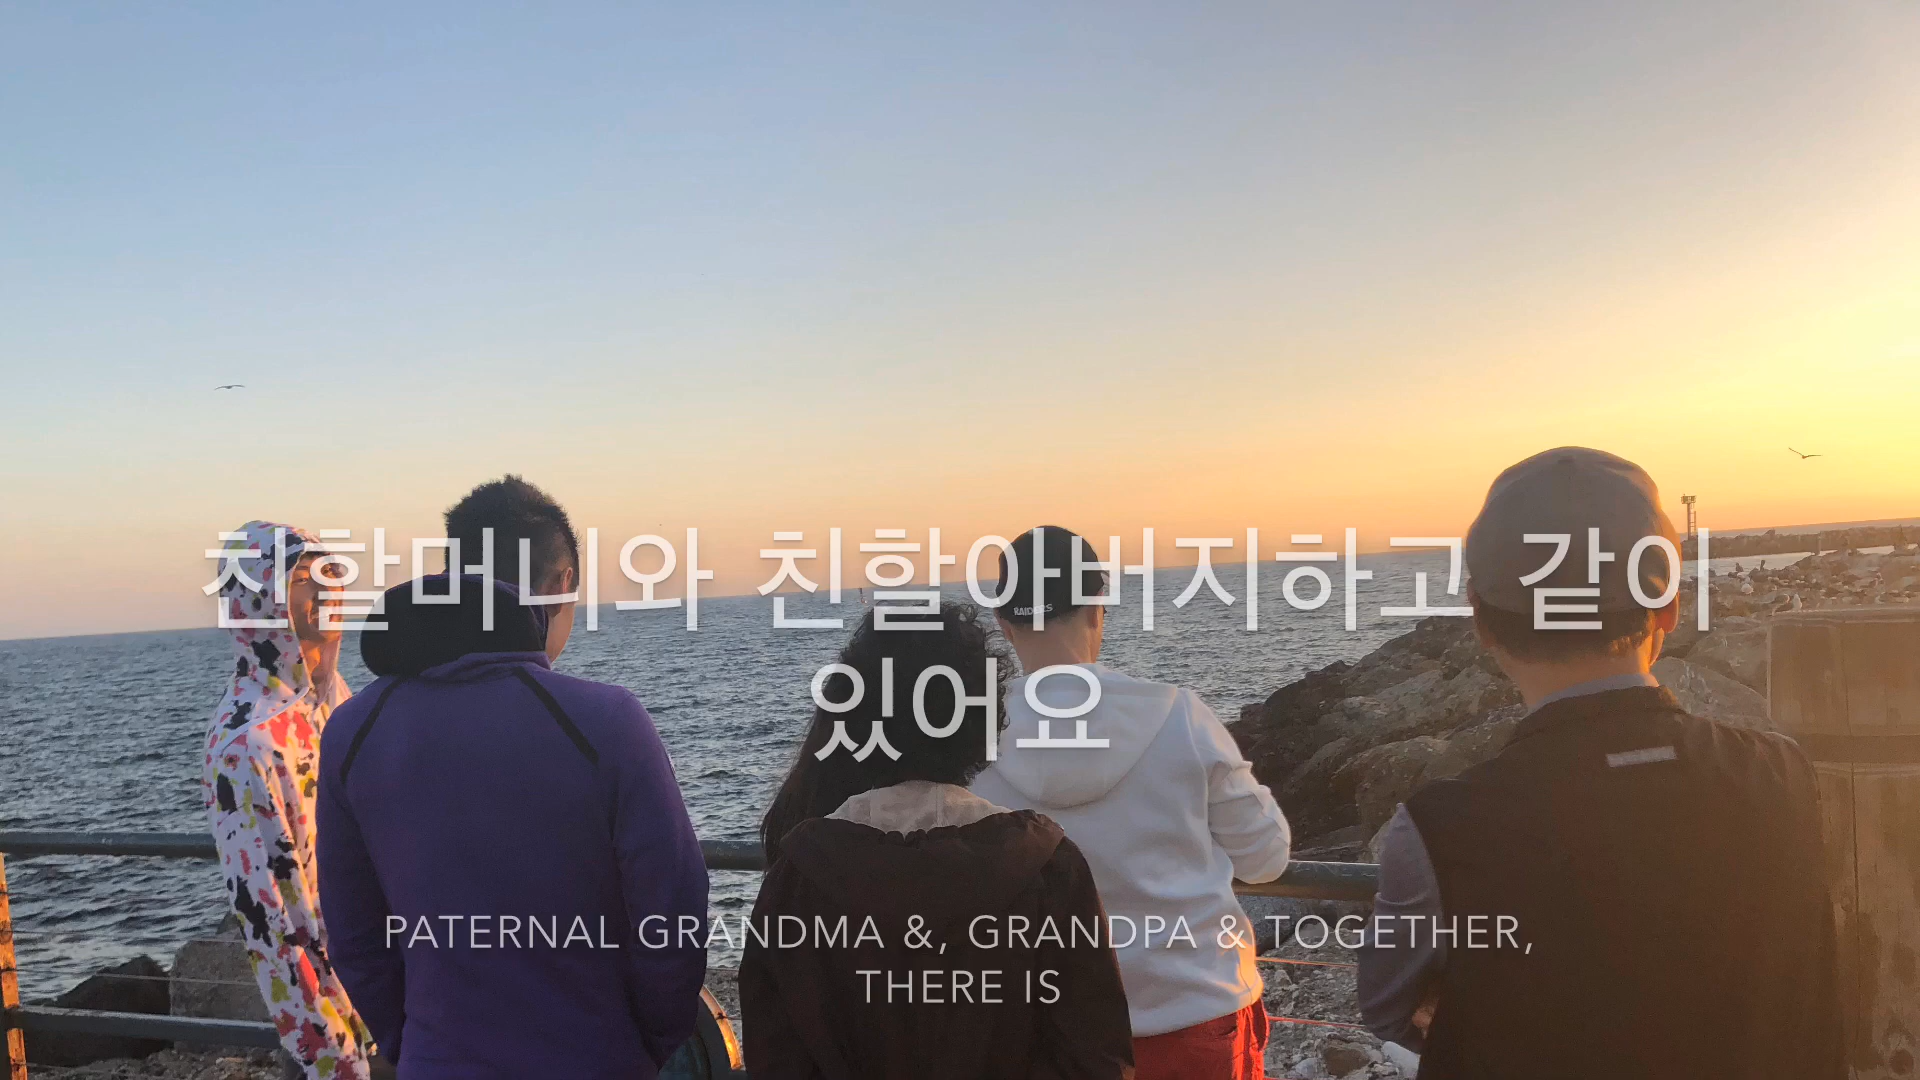 친할머니와 친할아버지하고 같이
있어요
RAIDERS
PATERNAL GRANDMA &, GRANDPA & TOGETHER,
THERE IS